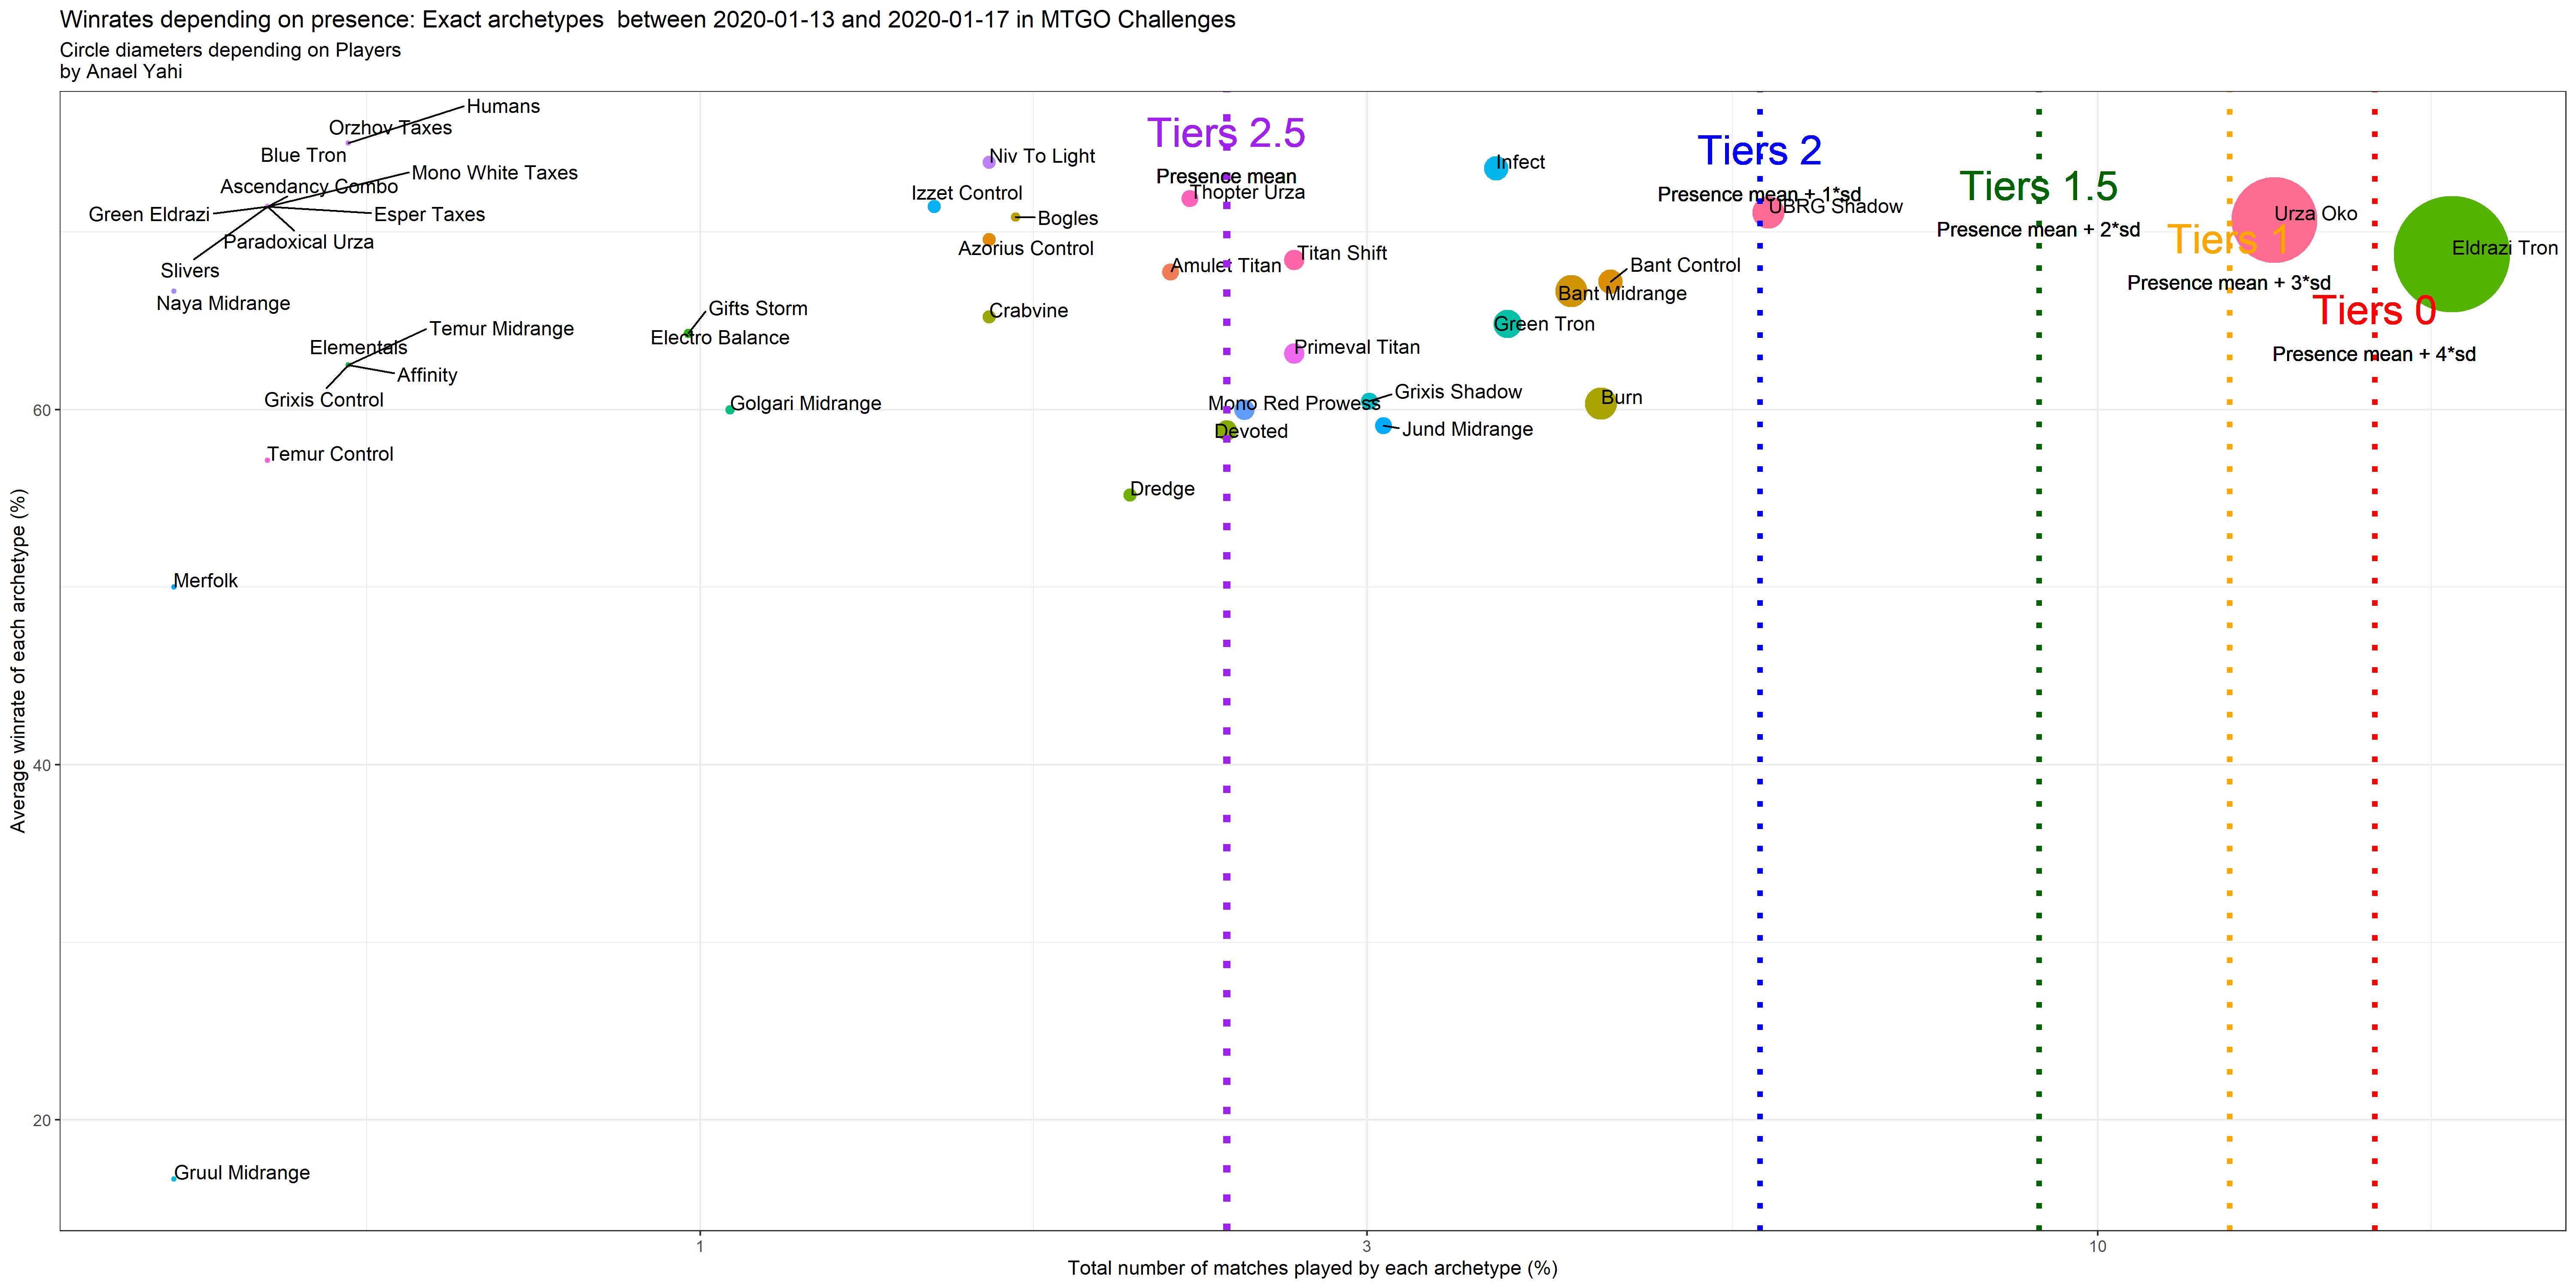 Winrates depending on presence: Exact archetypes  between 2020-01-13 and 2020-01-17 in MTGO Challenges
Circle diameters depending on Players
by Anael Yahi
Humans
Orzhov Taxes
Blue Tron
Mono White Taxes
Ascendancy Combo
Green Eldrazi
Esper Taxes
Paradoxical Urza
Slivers
Naya Midrange
Temur Midrange
Elementals
Affinity
Grixis Control
Temur Control
Merfolk
Gruul Midrange
Gifts Storm
Electro Balance
Golgari Midrange
Niv To Light
Izzet Control
Bogles
Azorius Control
Crabvine
Tiers 2.5
Presence mean
Thopter Urza
Amulet Titan
Titan Shift
Primeval Titan
Mono Red Prowess
Devoted
Dredge
Grixis Shadow
Jund Midrange
Infect
Bant Control
Bant Midrange
Green Tron
Burn
Tiers 2
Presence mean + 1*sd
UBRG Shadow
Tiers 1.5
Presence mean + 2*sd
Tiers 1
Presence mean + 3*sd
Urza Oko
Eldrazi Tron
Tiers 0
Presence mean + 4*sd
60
40
20
Average winrate of each archetype (%)
1
3
10
Total number of matches played by each archetype (%)